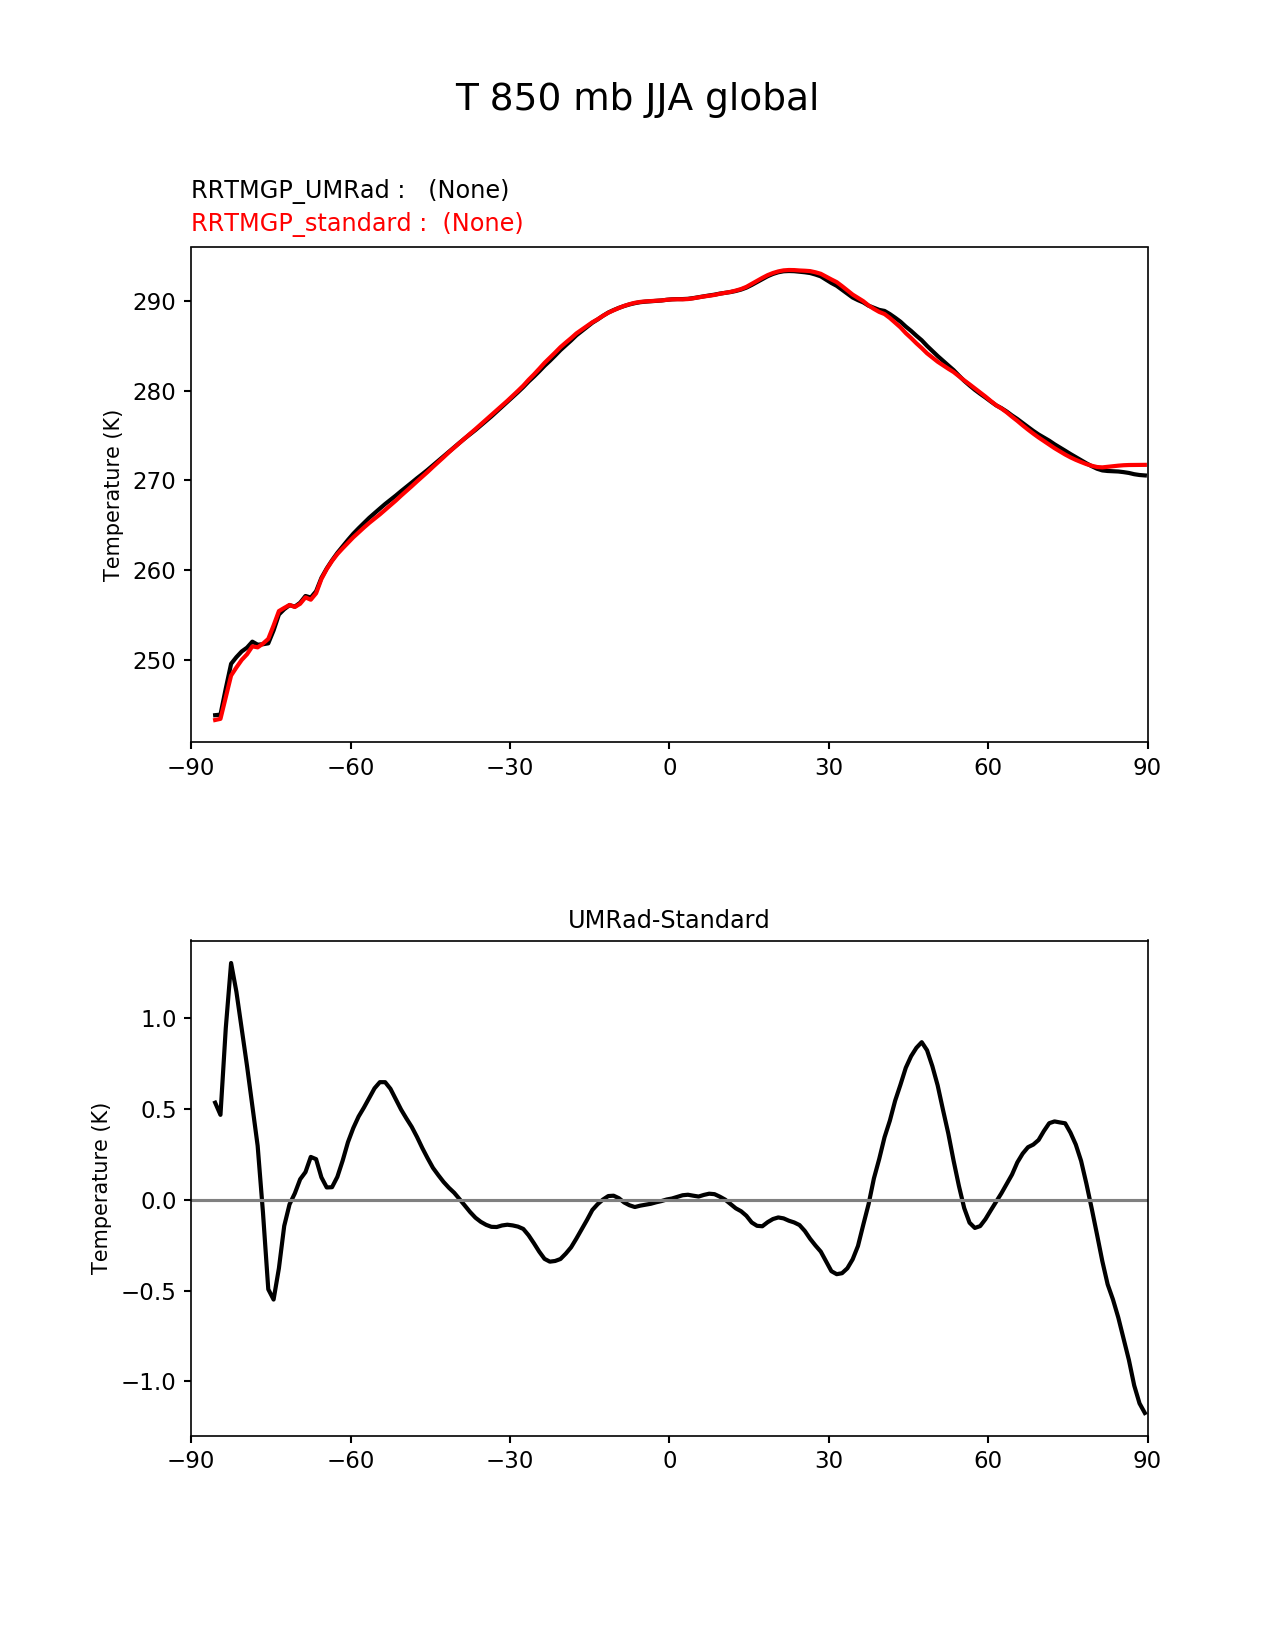 T 850 mb JJA global
RRTMGP_UMRad :   (None)
RRTMGP_standard :  (None)
290
280
270
260
250
Temperature (K)
−90 −60 −30 0 30 60 90
UMRad-Standard
1.0
0.5
0.0
−0.5
−1.0
Temperature (K)
−90 −60 −30 0 30 60 90